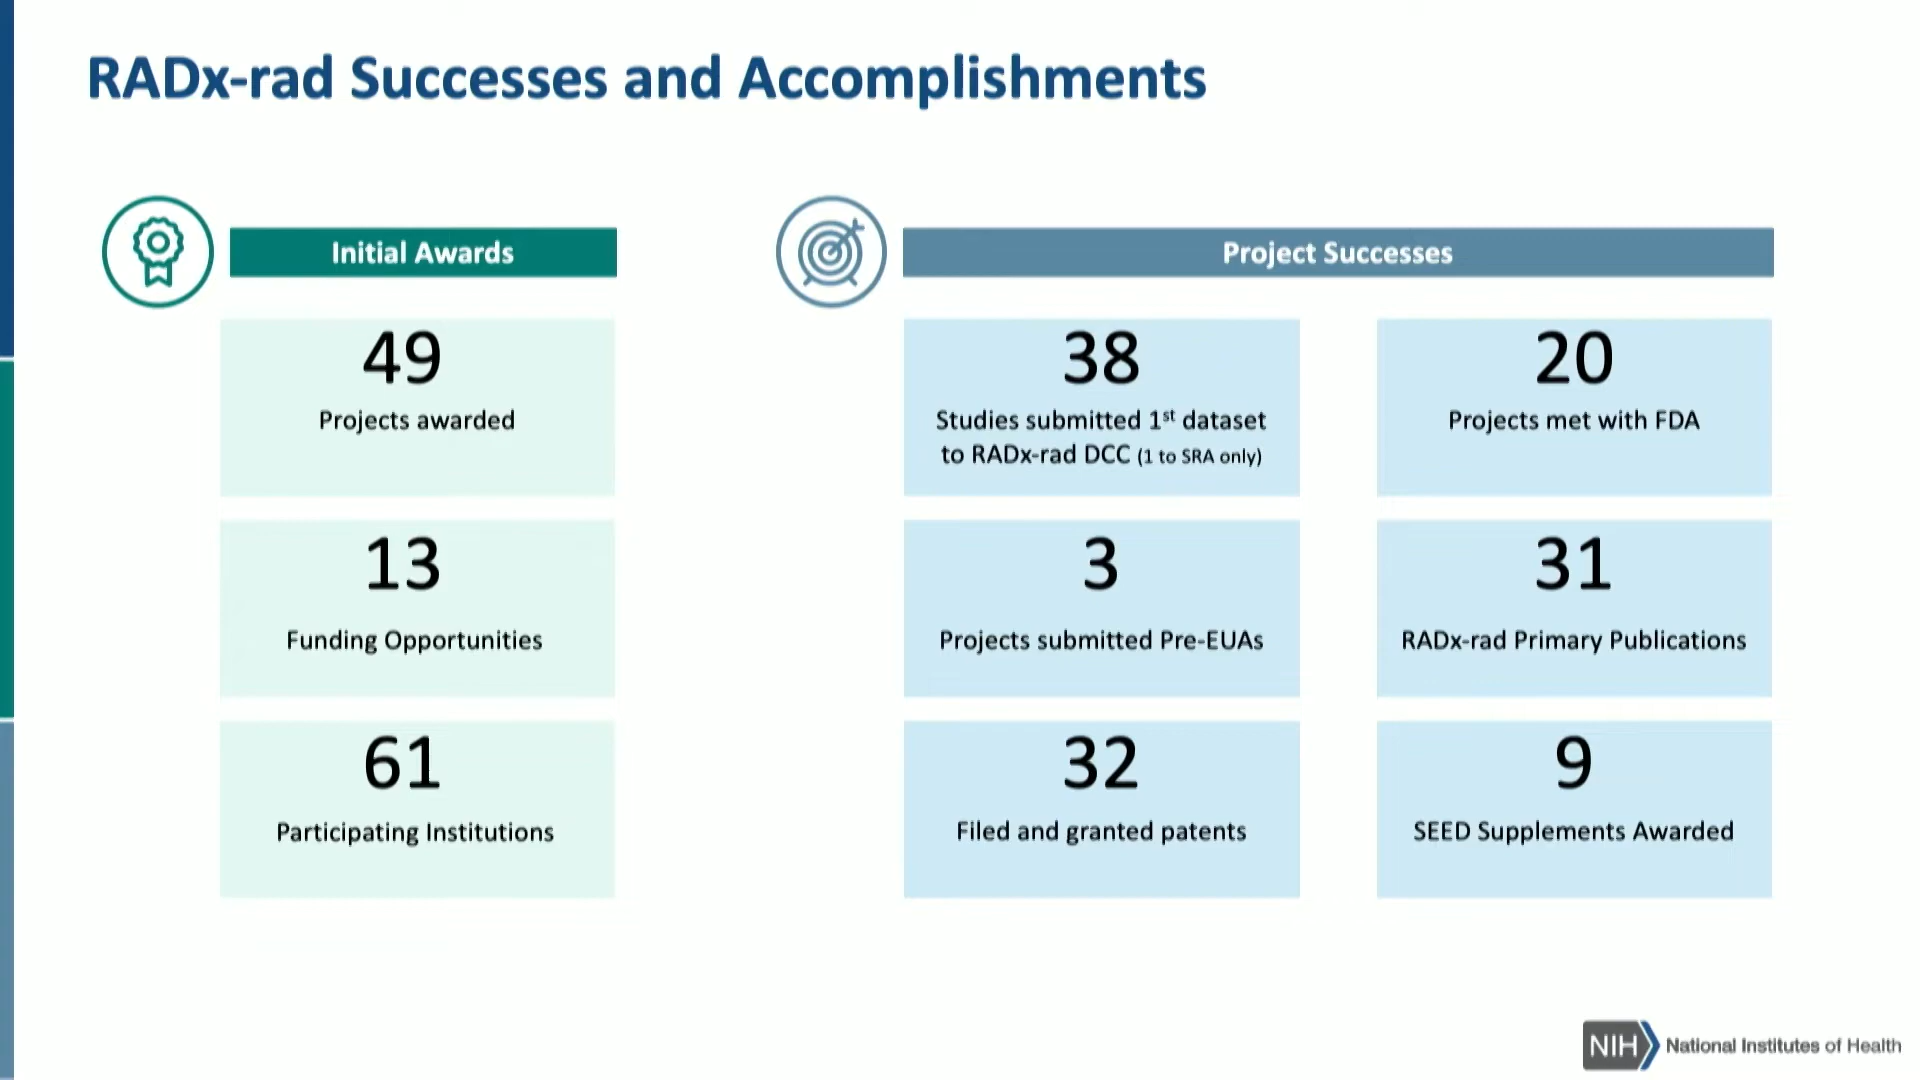 RADx-rad Successes and Accomplishments
Initial Awards
49
Projects awarded
13
Funding Opportunities
61
Participating Institutions
Project Successes
38
Studies submitted 1st dataset
to RADx-rad DCC (1 to SRA only)
20
Projects met with FDA
3
Projects submitted Pre-EUAs
31
RADx-rad Primary Publications
32
Filed and granted patents
9
SEED Supplements Awarded
NIH National Institutes of Health